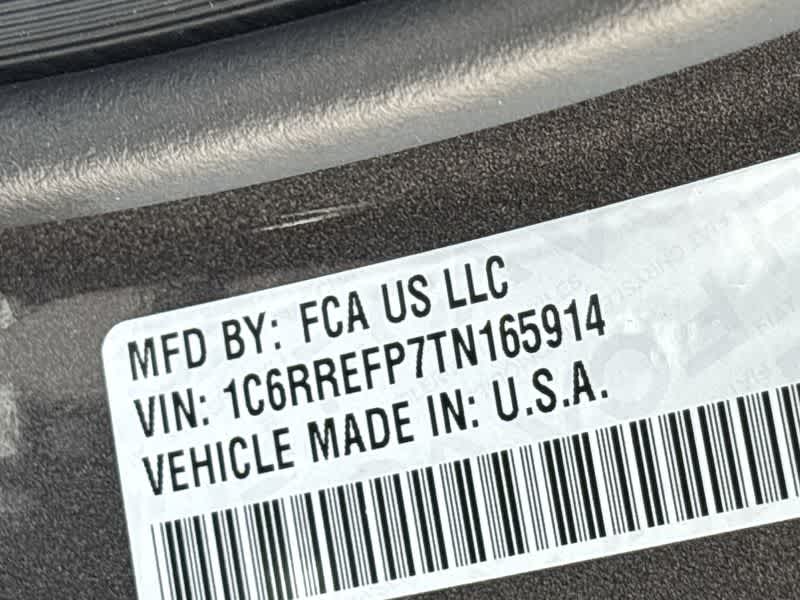 MFD BY: FCA US LLC
VIN: 1C6RREFP7TN165914
VEHICLE MADE IN: U.S.A.